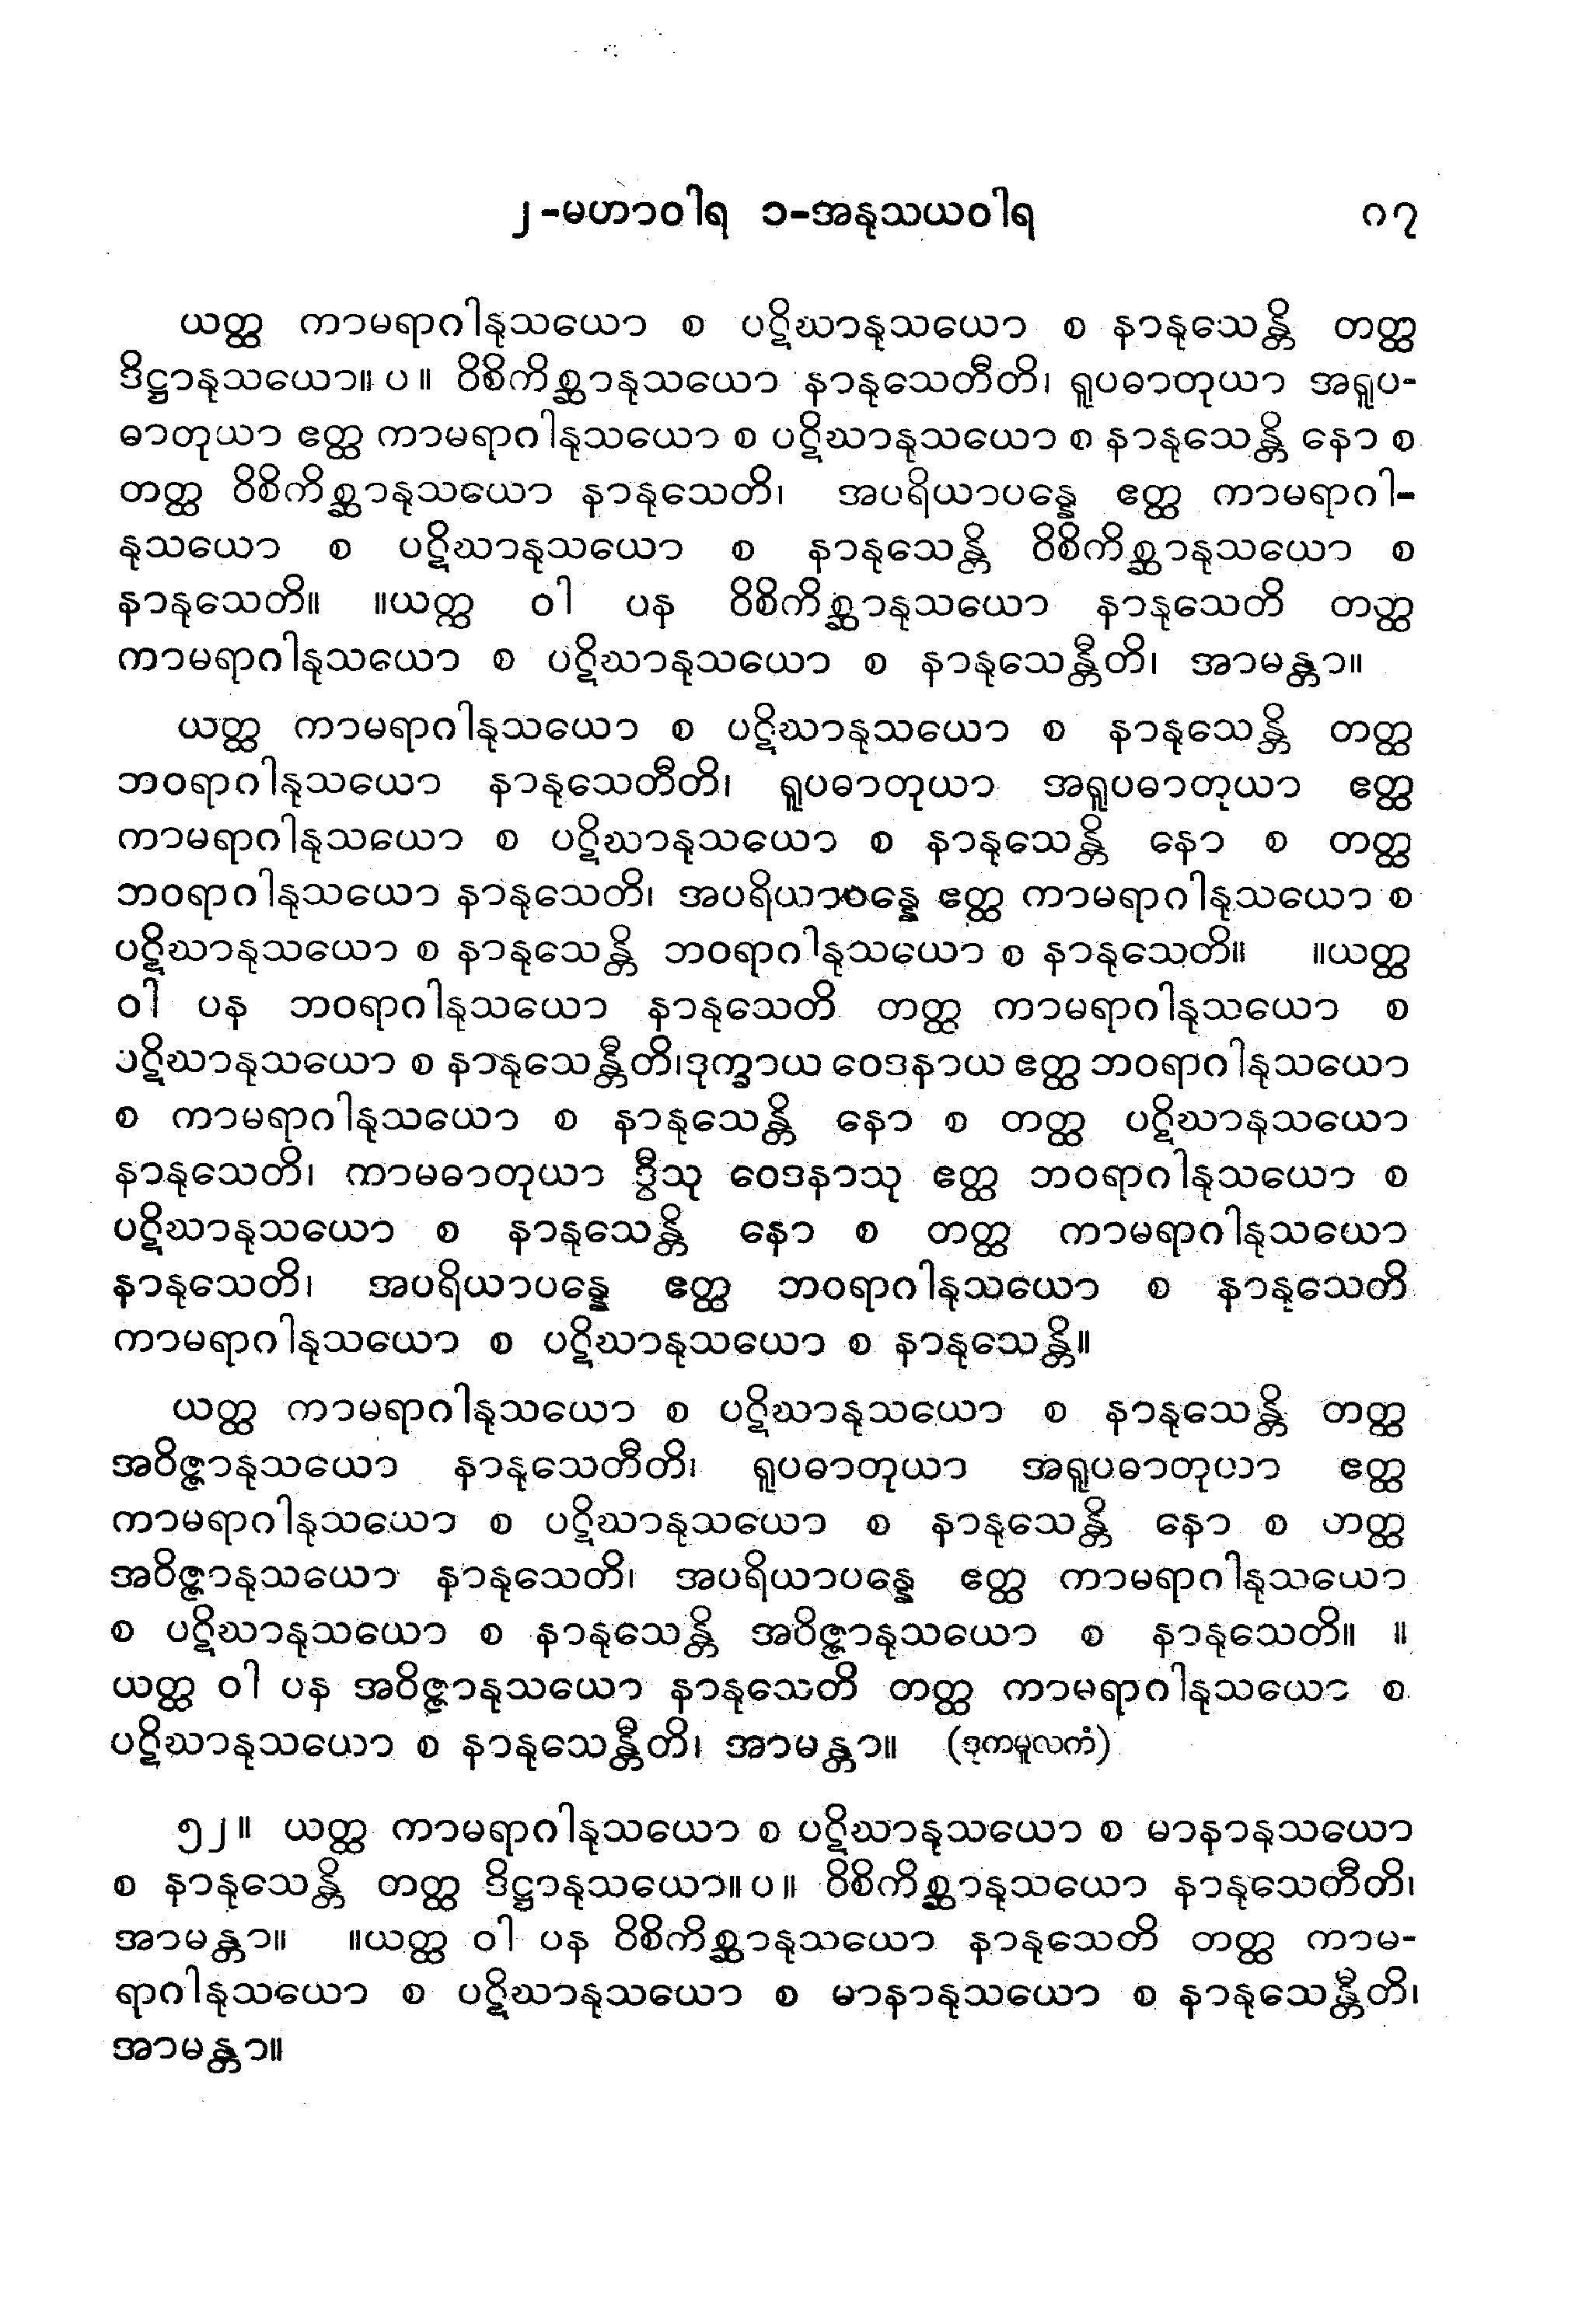 ၂-မဟာဝါရ ၁-အနုသယဝါရ ၈၇
ယတ္ထ ကာမရာဂါနုသယော စ ပဋိဃာနုသယော စ နာနုသေန္တိ တတ္ထ
ဒိဋ္ဌာနုသယော။ ပ ။ ဝိစိကိစ္ဆာနုသယော နာနုသေတီတိ၊ ရူပဓာတုယာ အရူပ-
ဓာတုယာ ဧတ္ထ ကာမရာဂါနုသယော စ ပဋိဃာနုသယော စ နာနုသေန္တိ နော စ
တတ္ထ ဝိစိကိစ္ဆာနုသယော နာနုသေတိ၊ အပရိယာပန္နေ ဧတ္ထ ကာမရာဂါ-
နုသယော စ ပဋိဃာနုသယော စ နာနုသေန္တိ ဝိစိကိစ္ဆာနုသယော စ
နာနုသေတိ။ ။ယတ္ထ ဝါ ပန ဝိစိကိစ္ဆာနုသယော နာနုသေတိ တတ္ထ
ကာမရာဂါနုသယော စ ပဋိဃာနုသယော စ နာနုသေန္တီတိ၊ အာမန္တာ။
ယတ္ထ ကာမရာဂါနုသယော စ ပဋိဃာနုသယော စ နာနုသေန္တိ တတ္ထ
ဘဝရာဂါနုသယော နာနုသေတီတိ၊ ရူပဓာတုယာ အရူပဓာတုယာ ဧတ္ထ
ကာမရာဂါနုသယော စ ပဋိဃာနုသယော စ နာနုသေန္တိ နော စ တတ္ထ
ဘဝရာဂါနုသယော နာနုသေတိ၊ အပရိယာပန္နေ ဧတ္ထ ကာမရာဂါနုသယော စ
ပဋိဃာနုသယော စ နာနုသေန္တိ ဘဝရာဂါနုသယော စ နာနုသေတိ။ ။ယတ္ထ
ဝါ ပန ဘဝရာဂါနုသယော နာနုသေတိ တတ္ထ ကာမရာဂါနုသယော စ
ပဋိဃာနုသယော စ နာနုသေန္တီတိ၊ဒုက္ခာယ ဝေဒနာယ ဧတ္ထ ဘဝရာဂါနုသယော
စ ကာမရာဂါနုသယော စ နာနုသေန္တိ နော စ တတ္ထ ပဋိဃာနုသယော
နာနုသေတိ၊ ကာမဓာတုယာ ဒွီသု ဝေဒနာသု ဧတ္ထ ဘဝရာဂါနုသယော စ
ပဋိဃာနုသယော စ နာနုသေန္တိ နော စ တတ္ထ ကာမရာဂါနုသယော
နာနုသေတိ၊ အပရိယာပန္နေ ဧတ္ထ ဘဝရာဂါနုသယော စ နာနုသေတိ
ကာမရာဂါနုသယော စ ပဋိဃာနုသယော စ နာနုသေန္တိ။
ယတ္ထ ကာမရာဂါနုသယော စ ပဋိဃာနုသယော စ နာနုသေန္တိ တတ္ထ
အဝိဇ္ဇာနုသယော နာနုသေတီတိ၊ ရူပဓာတုယာ အရူပဓာတုယာ ဧတ္ထ
ကာမရာဂါနုသယော စ ပဋိဃာနုသယော စ နာနုသေန္တိ နော စ တတ္ထ
အဝိဇ္ဇာနုသယော နာနုသေတိ၊ အပရိယာပန္နေ ဧတ္ထ ကာမရာဂါနုသယော
စ ပဋိဃာနုသယော စ နာနုသေန္တိ အဝိဇ္ဇာနုသယော စ နာနုသေတိ။ ။
ယတ္ထ ဝါ ပန အဝိဇ္ဇာနုသယော နာနုသေတိ တတ္ထ ကာမရာဂါနုသယော စ
ပဋိဃာနုသယော စ နာနုသေန္တီတိ၊ အာမန္တာ။ (ဒုကမူလကံ)
၅၂။ ယတ္ထ ကာမရာဂါနုသယော စ ပဋိဃာနုသယော စ မာနာနုသယော
စ နာနုသေန္တိ တတ္ထ ဒိဋ္ဌာနုသယော။ ပ ။ ဝိစိကိစ္ဆာနုသယော နာနုသေတီတိ၊
အာမန္တာ။ ။ယတ္ထ ဝါ ပန ဝိစိကိစ္ဆာနုသယော နာနုသေတိ တတ္ထ ကာမ-
ရာဂါနုသယော စ ပဋိဃာနုသယော စ မာနာနုသယော စ နာနုသေန္တီတိ၊
အာမန္တာ။